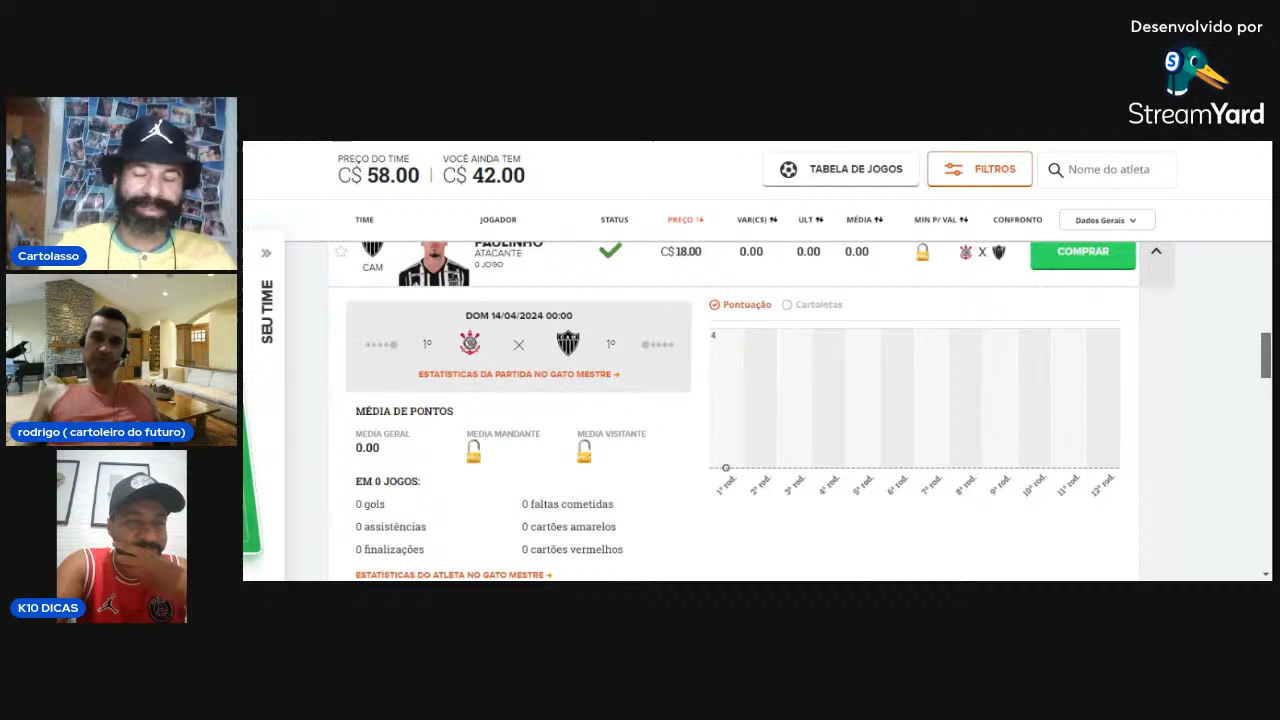 Desenvolvido por
StreamYard
Cartolasso
rodrigo ( cartoleiro do futuro)
K10 DICAS
PREÇO DO TIME
C$ 58.00
VOCÊ AINDA TEM
C$ 42.00
TABELA DE JOGOS
FILTROS
Nome do atleta
TIME JOGADOR STATUS PREÇO VAR(C$) ULT MÉDIA MIN P/ VAL CONFRONTO Dados Gerais
SEU TIME
CAM
PAULINHO
ATACANTE
0 JOGO
C$ 18.00 0.00 0.00 0.00 X COMPRAR
DOM 14/04/2024 00:00
1º 1º
ESTATÍSTICAS DA PARTIDA NO GATO MESTRE
MÉDIA DE PONTOS
MEDIA GERAL MEDIA MANDANTE MEDIA VISITANTE
0.00
EM 0 JOGOS:
0 gols 0 faltas cometidas
0 assistências 0 cartões amarelos
0 finalizações 0 cartões vermelhos
ESTATÍSTICAS DO ATLETA NO GATO MESTRE
Pontuação Cartoletas
4
1ª rod. 2ª rod. 3ª rod. 4ª rod. 5ª rod. 6ª rod. 7ª rod. 8ª rod. 9ª rod. 10ª rod. 11ª rod. 12ª rod.